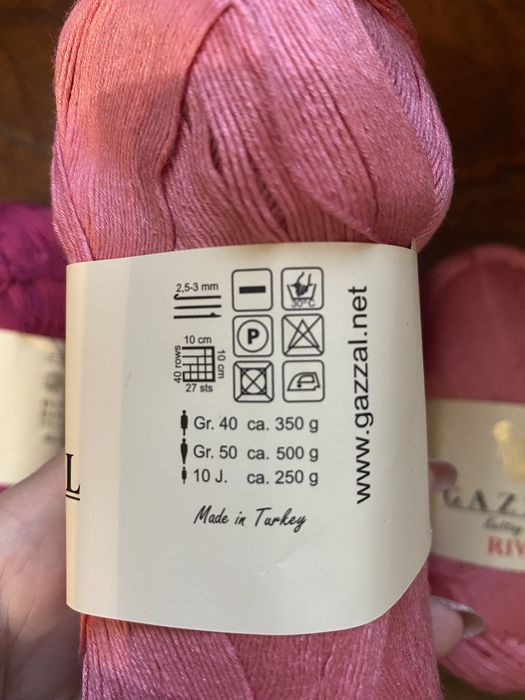 2,5-3 mm
10 cm
40 rows
10 cm
27 sts
30°C
P
Gr. 40 ca. 350 g
Gr. 50 ca. 500 g
10 J. ca. 250 g
Made in Turkey
www.gazzal.net
L
GAZ
RIV